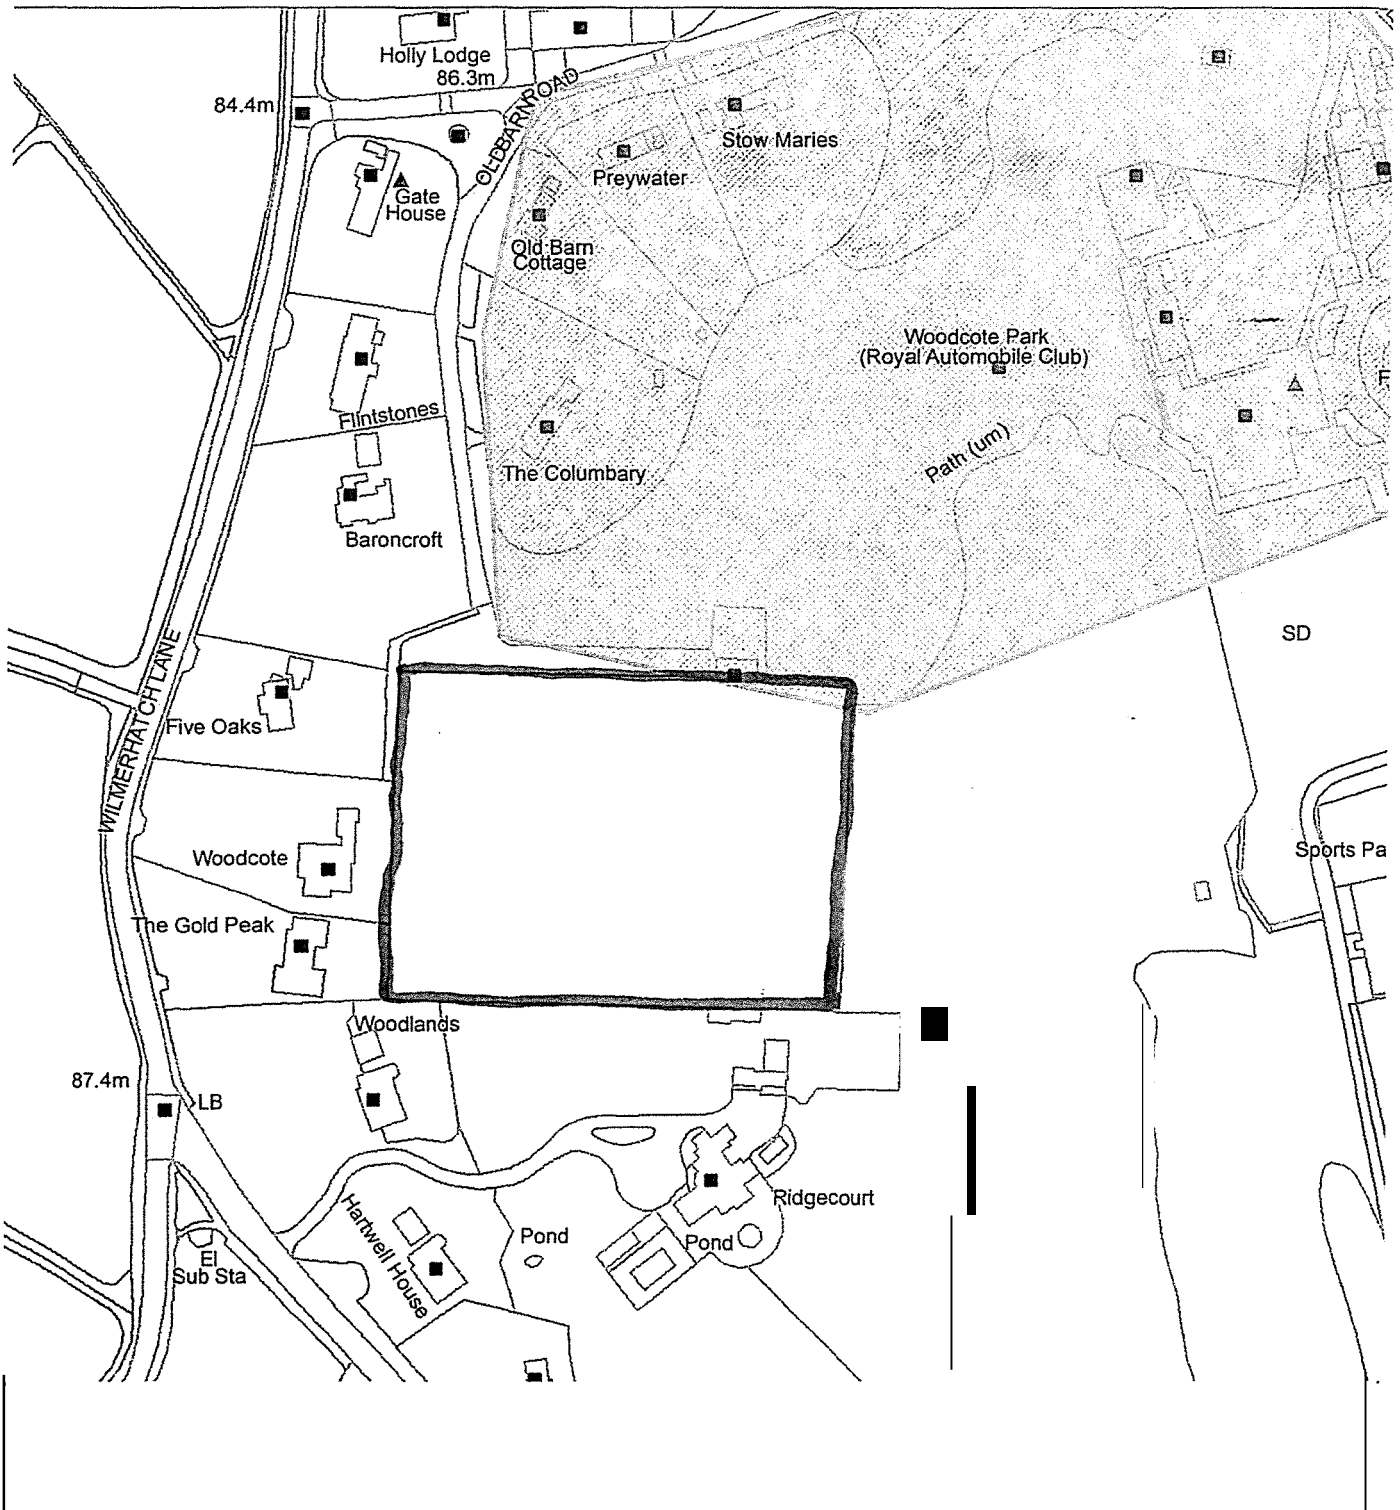 Holly Lodge
86.3m
84.4m
OLD BARN ROAD
Stow Maries
Preywater
Gate
House
Old Barn
Cottage
Woodcote Park
(Royal Automobile Club)
Flintstones
Path (um)
The Columbary
Baroncroft
SD
WILMERHATCH LANE
Five Oaks
Woodcote
Sports Pa
The Gold Peak
Woodlands
87.4m
LB
Ridgecourt
Hartwell House
Pond
Pond
El
Sub Sta